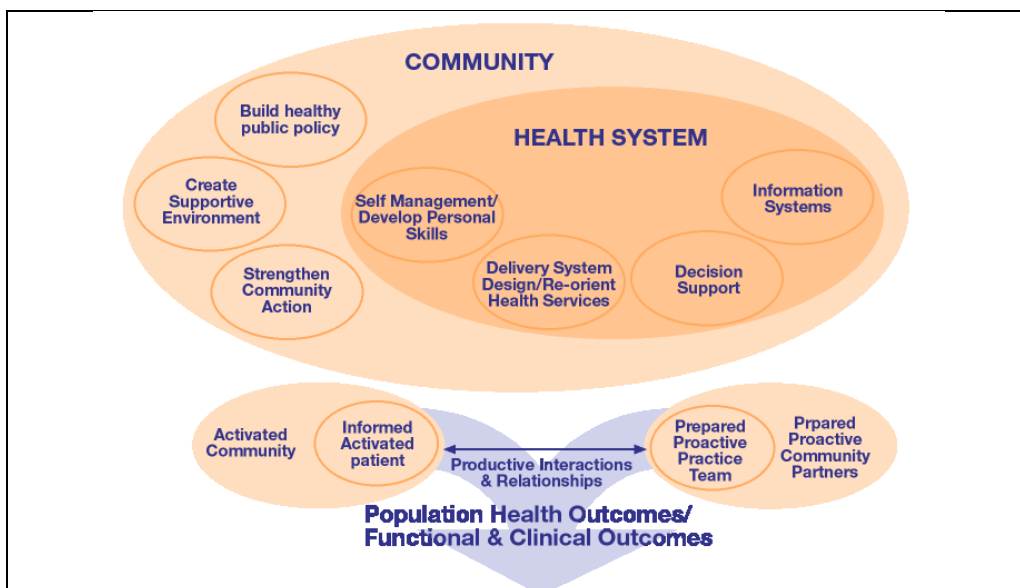 COMMUNITY
Build healthy
public policy
HEALTH SYSTEM
Create
Supportive
Environment
Self Management/
Develop Personal
Skills
Information
Systems
Strengthen
Community
Action
Delivery System
Design/Re-orient
Health Services
Decision
Support
Activated
Community
Informed
Activated
patient
Productive Interactions
& Relationships
Prepared
Proactive
Practice
Team
Prpared
Proactive
Community
Partners
Population Health Outcomes/
Functional & Clinical Outcomes